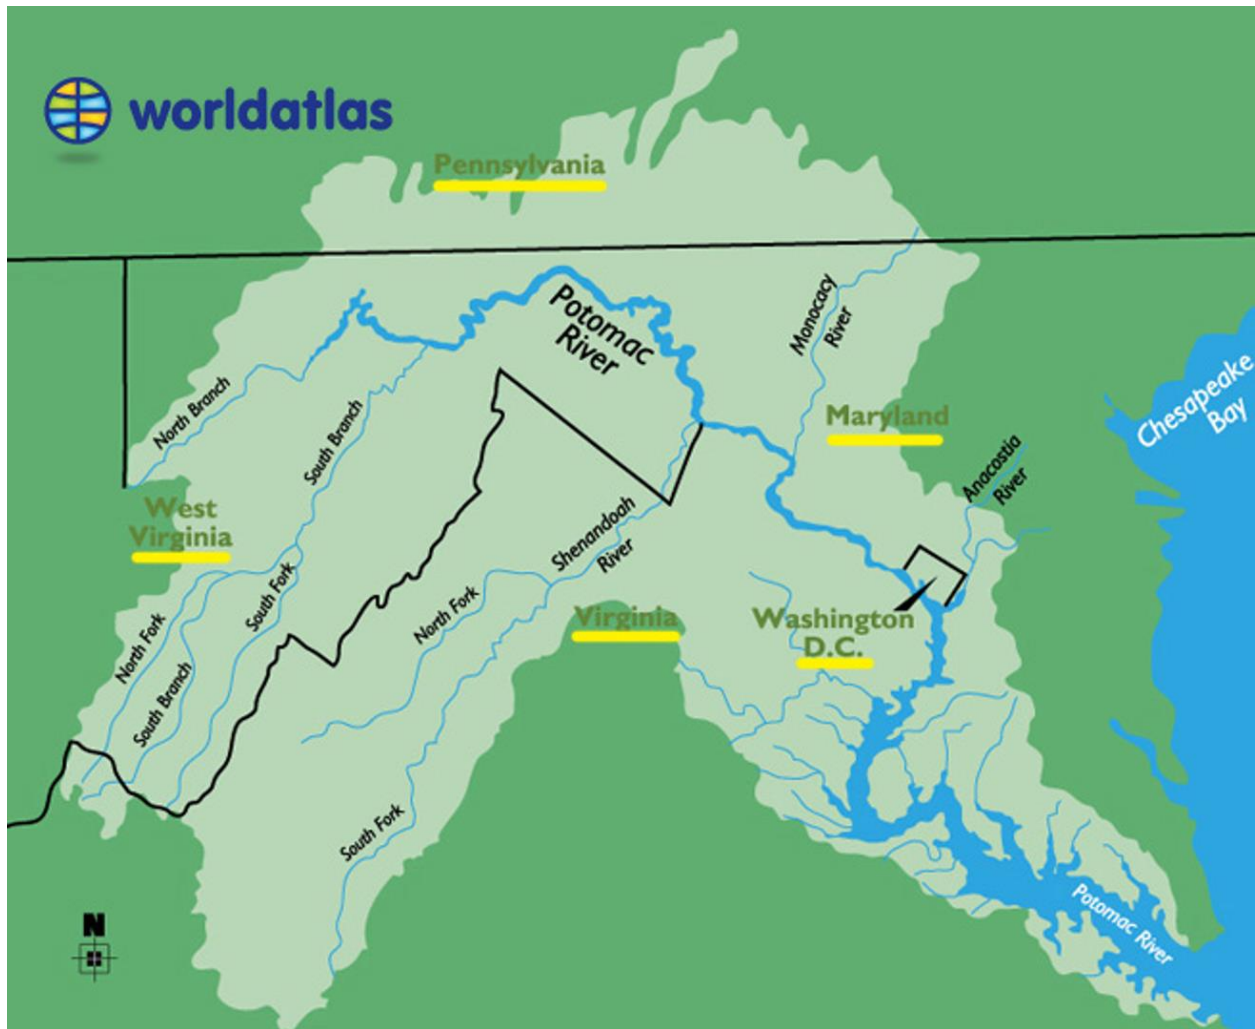 worldatlas
Pennsylvania
Potomac
River
Monocacy
River
Chesapeake
Bay
North Branch
South Branch
Maryland
Anacostia
River
West
Virginia
Shenandoah
River
South Fork
North Fork
North Fork
Virginia
Washington
D.C.
South Branch
South Fork
Potomac River
N